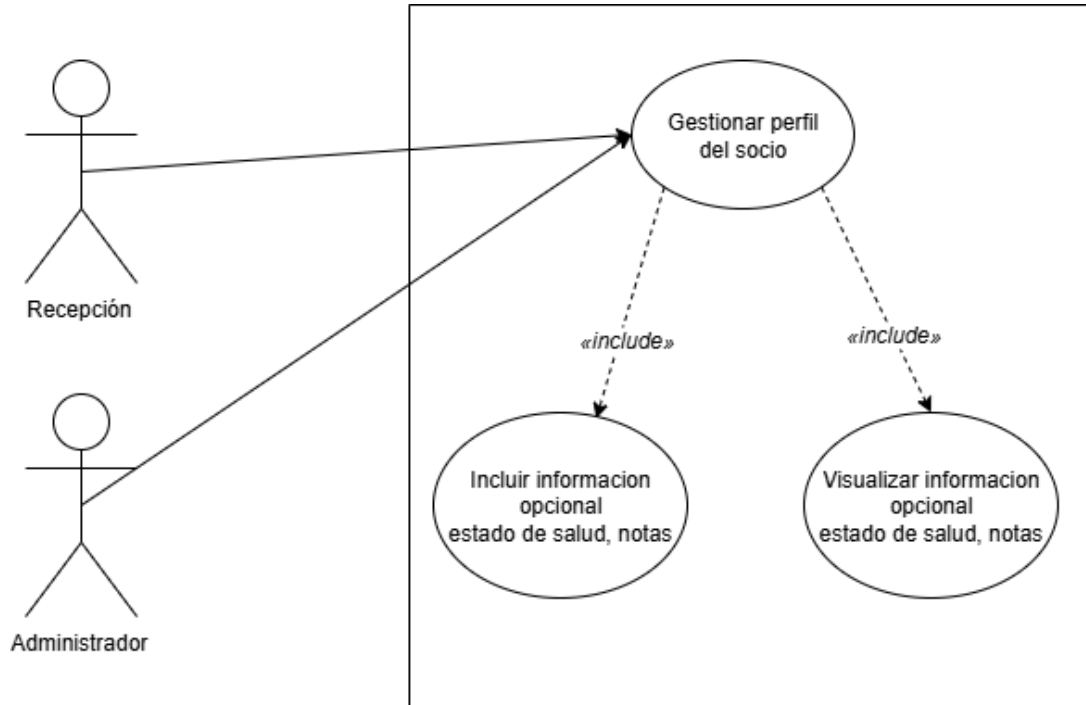 Gestionar perfil
del socio
Recepción
«include»
«include»
Incluir informacion
opcional
estado de salud, notas
Visualizar informacion
opcional
estado de salud, notas
Administrador